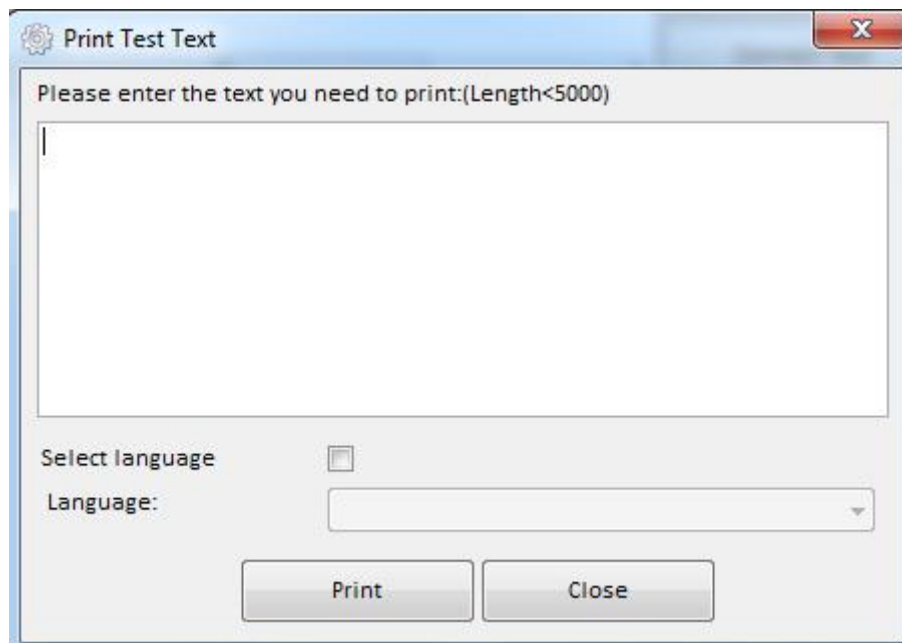 Print Test Text
Please enter the text you need to print:(Length<5000)
Select language
Language:
Print Close